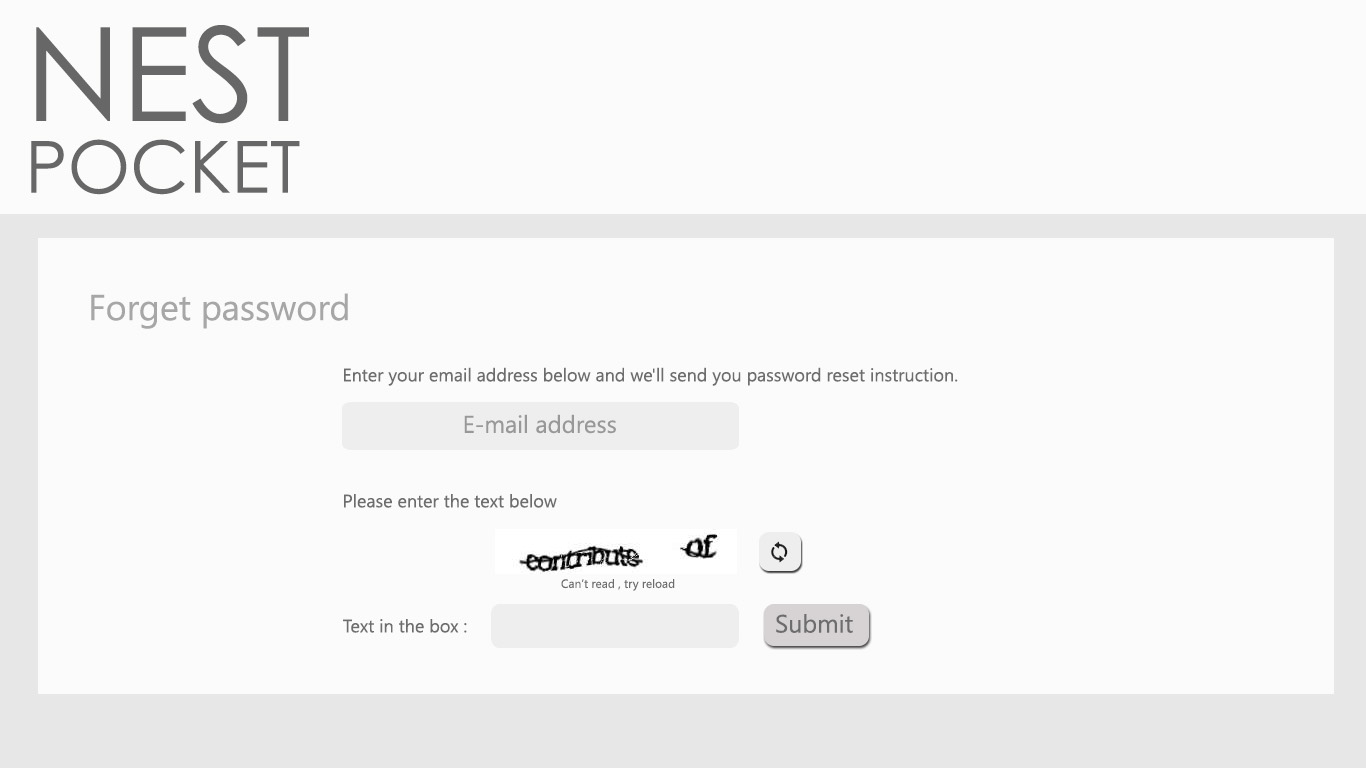 NEST
POCKET
Forget password
Enter your email address below and we'll send you password reset instruction.
E-mail address
Please enter the text below
contribute of
Can't read , try reload
Text in the box :
Submit